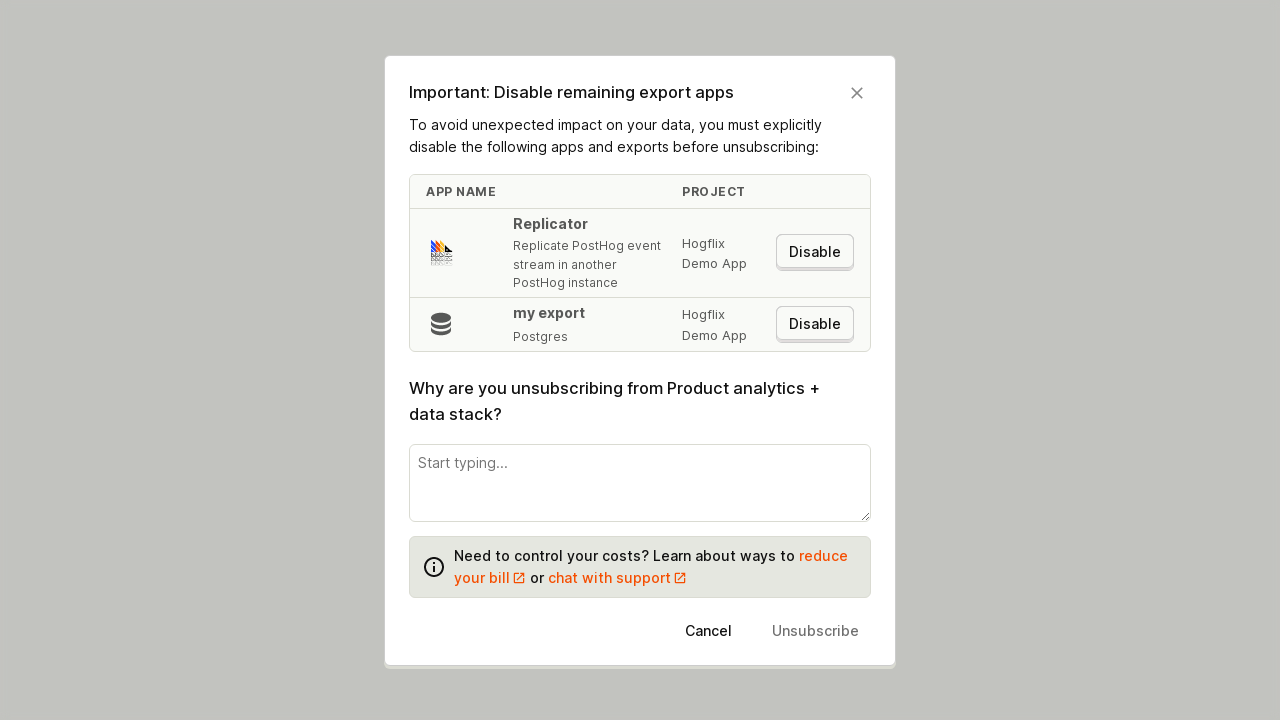 Important: Disable remaining export apps
To avoid unexpected impact on your data, you must explicitly
disable the following apps and exports before unsubscribing:
APP NAME PROJECT
Replicator
Replicate PostHog event
stream in another
PostHog instance
Hogflix
Demo App
Disable
my export
Postgres
Hogflix
Demo App
Disable
Why are you unsubscribing from Product analytics +
data stack?
Start typing...
Need to control your costs? Learn about ways to reduce
your bill or chat with support
Cancel Unsubscribe